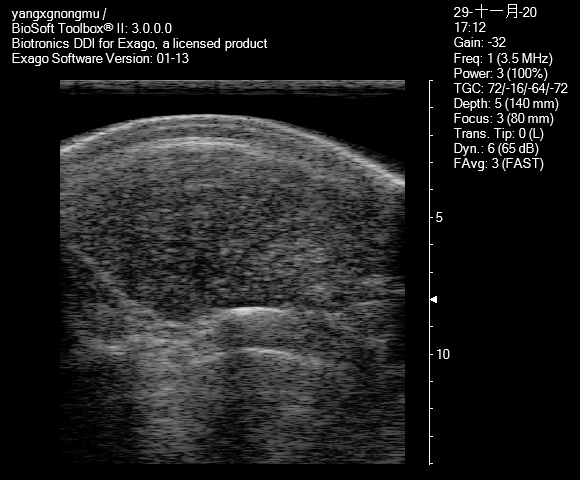 yangxgnongmu /
BioSoft Toolbox® II: 3.0.0.0
Biotronics DDI for Exago, a licensed product
Exago Software Version: 01-13
29-十一月-20
17:12
Gain: -32
Freq: 1 (3.5 MHz)
Power: 3 (100%)
TGC: 72/-16/-64/-72
Depth: 5 (140 mm)
Focus: 3 (80 mm)
Trans. Tip: 0 (L)
Dyn.: 6 (65 dB)
FAvg: 3 (FAST)
5
10